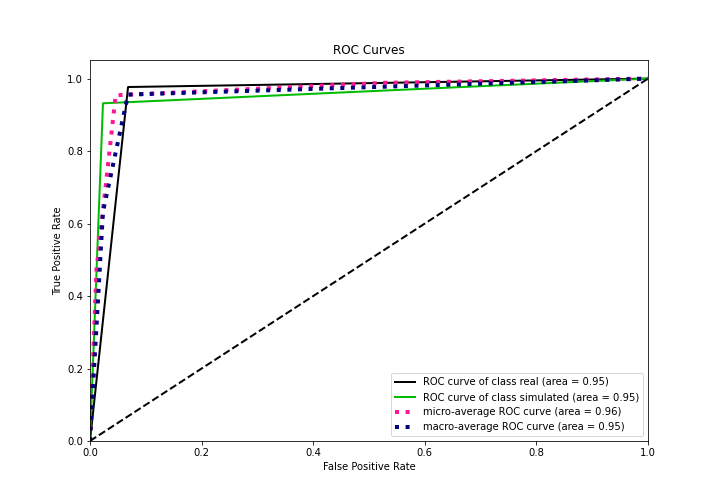 ROC Curves
True Positive Rate
1.0
0.8
0.6
0.4
0.2
0.0
ROC curve of class real (area = 0.95)
ROC curve of class simulated (area = 0.95)
micro-average ROC curve (area = 0.96)
macro-average ROC curve (area = 0.95)
0.0 0.2 0.4 0.6 0.8 1.0
False Positive Rate